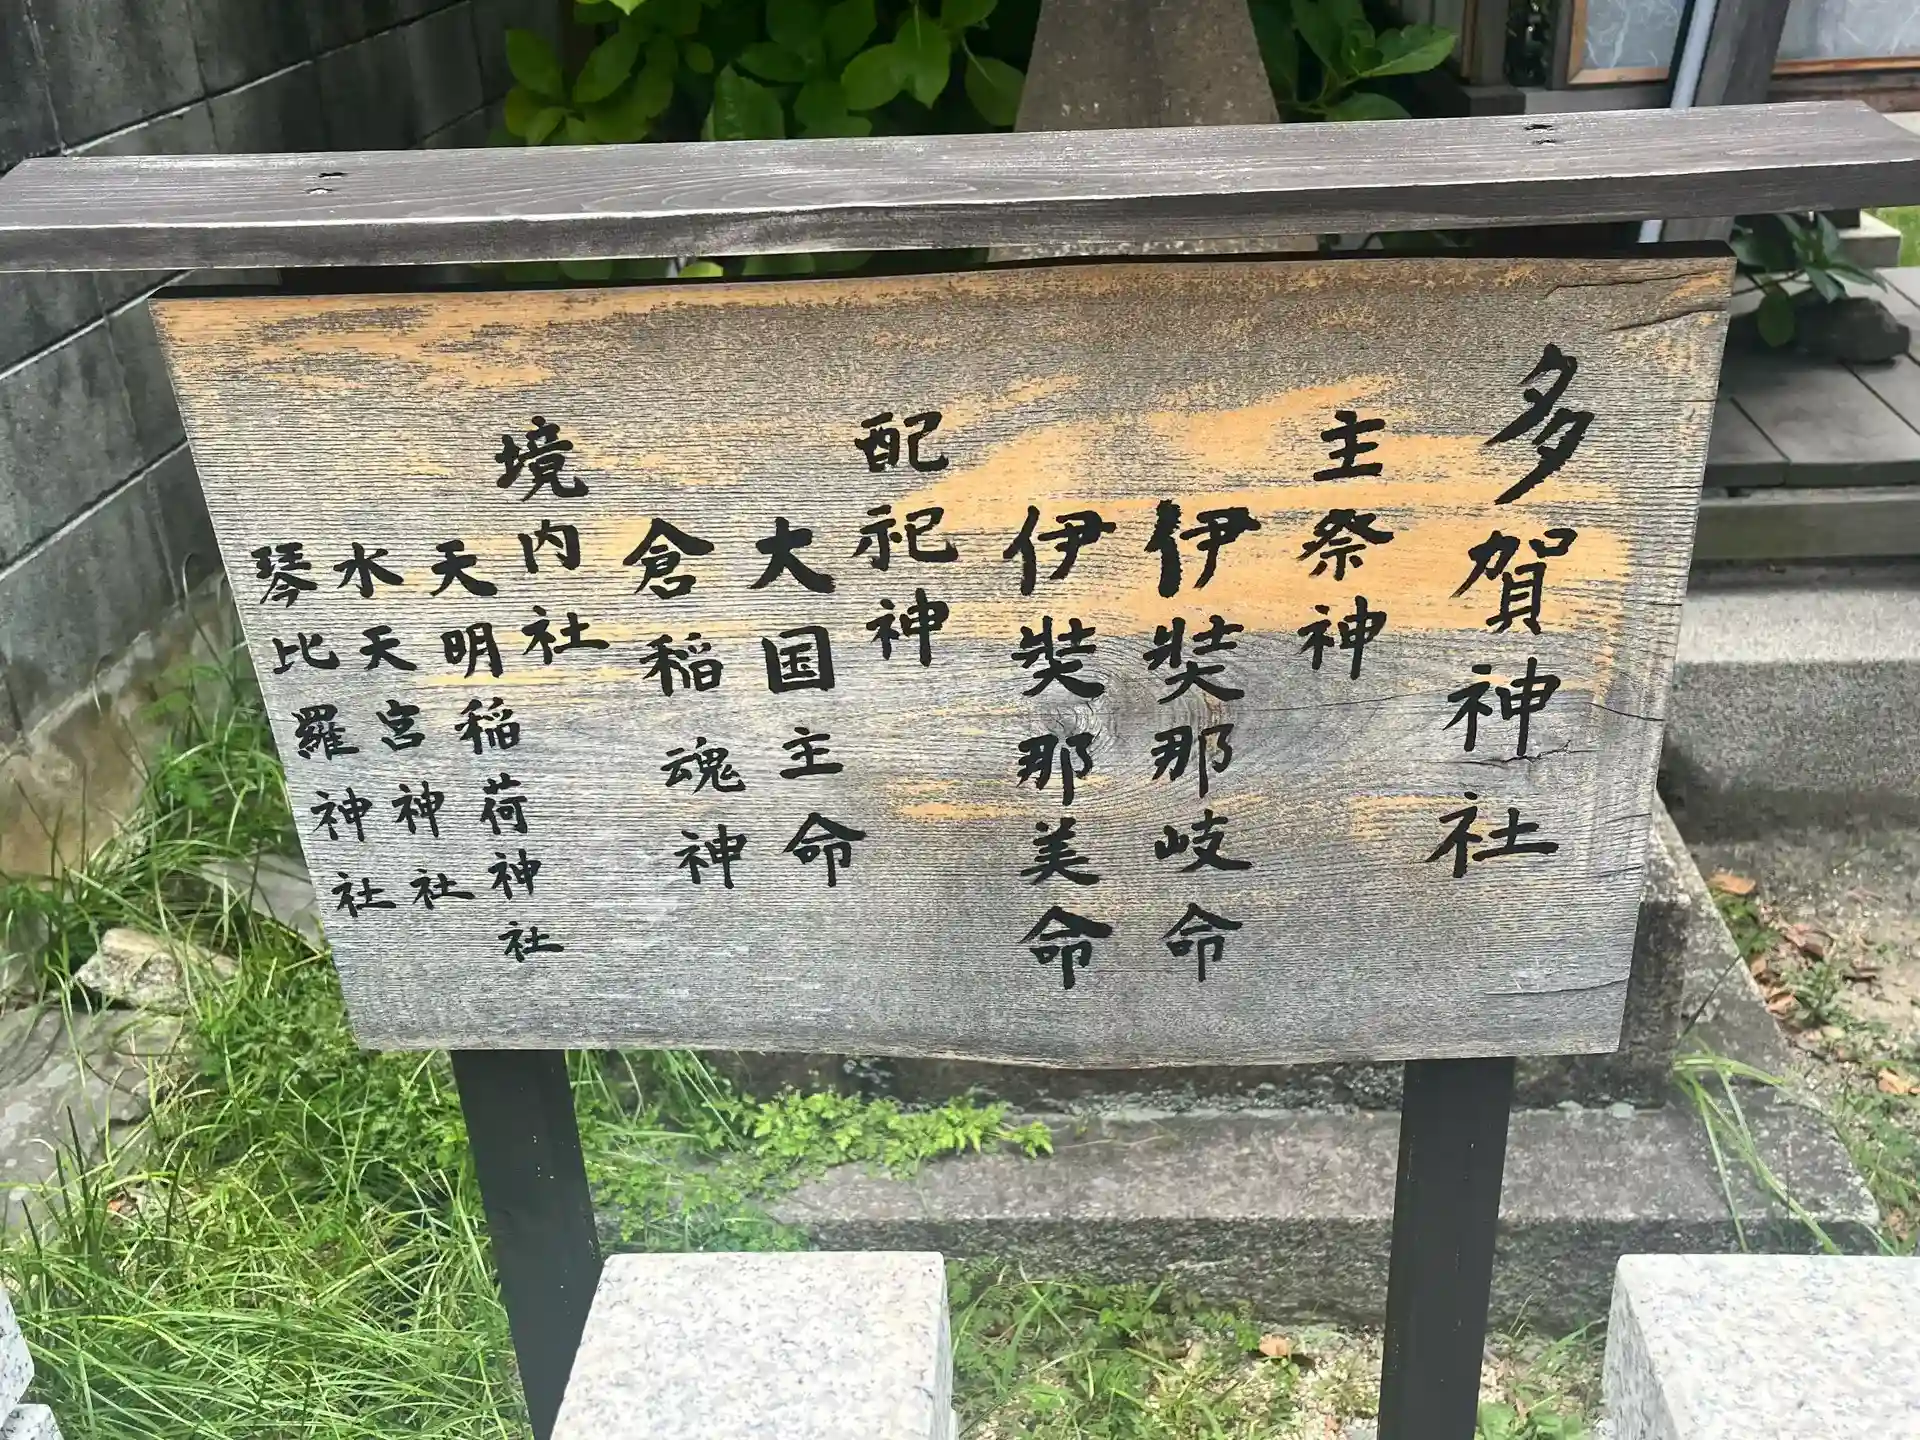 多賀神社
主祭神
伊奘那岐命
伊奘那美命
配祀神
大国主命
倉稲魂神
境内社
天明稲荷神社
水天宮神社
琴比羅神社